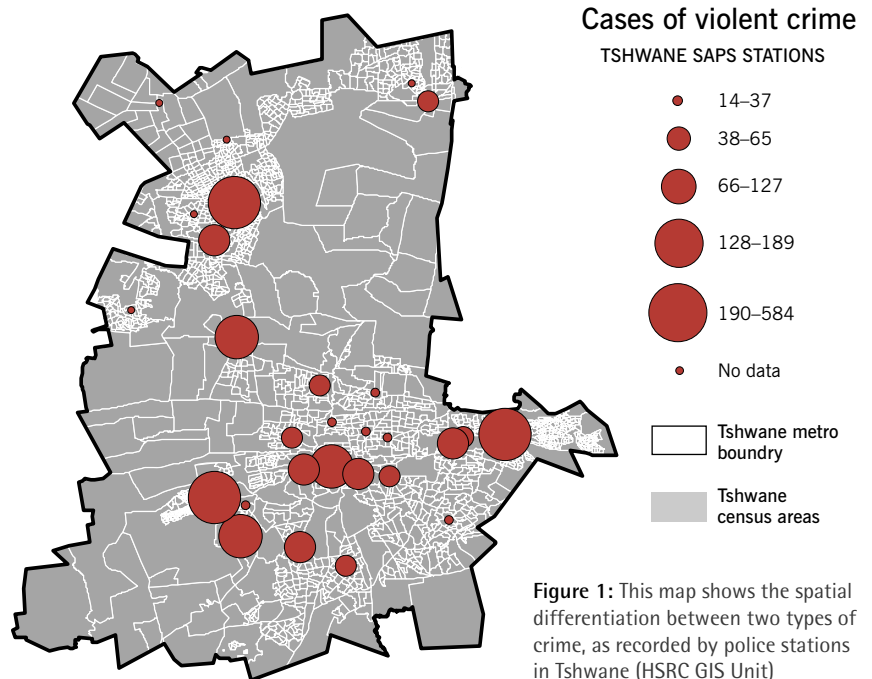 Cases of violent crime
TSHWANE SAPS STATIONS
14–37
38–65
66–127
128–189
190–584
No data
Tshwane metro
boundry
Tshwane
census areas
Figure 1: This map shows the spatial
differentiation between two types of
crime, as recorded by police stations
in Tshwane (HSRC GIS Unit)